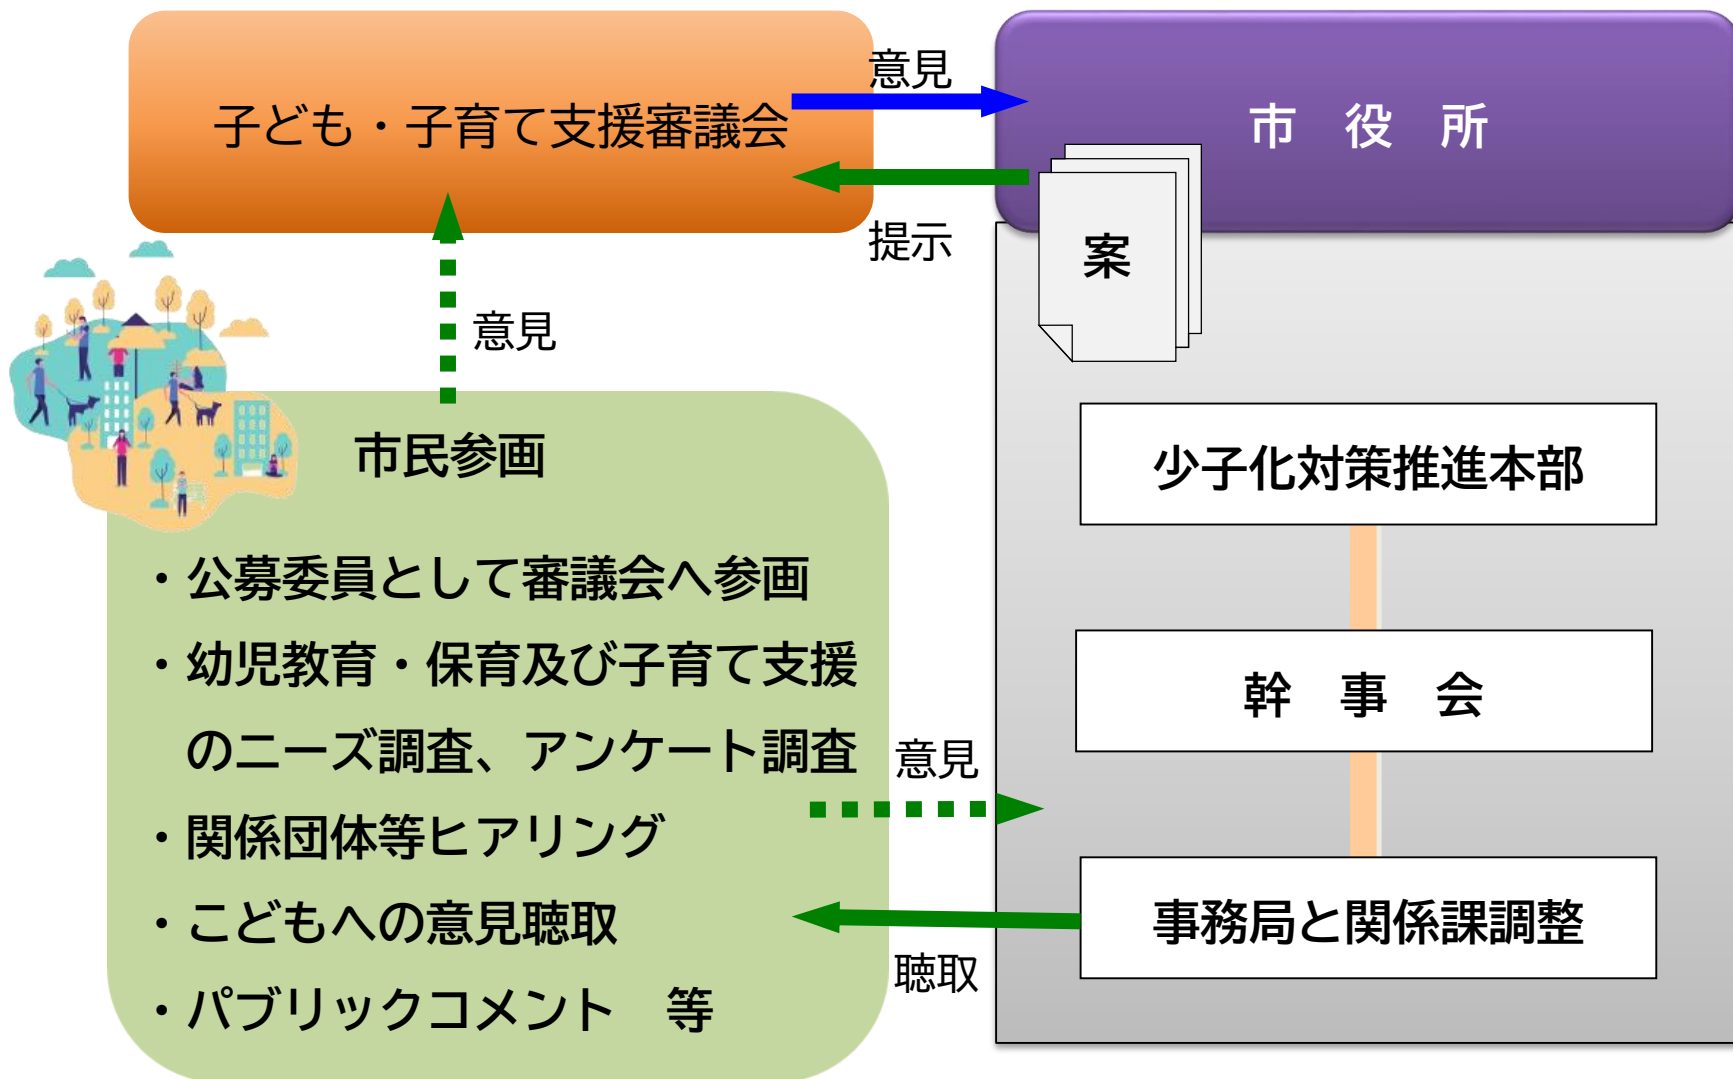 子ども・子育て支援審議会
意見
市　役　所
提示
案
意見
市民参画
・公募委員として審議会へ参画
・幼児教育・保育及び子育て支援
のニーズ調査、アンケート調査
・関係団体等ヒアリング
・こどもへの意見聴取
・パブリックコメント　等
意見
聴取
少子化対策推進本部
幹　事　会
事務局と関係課調整